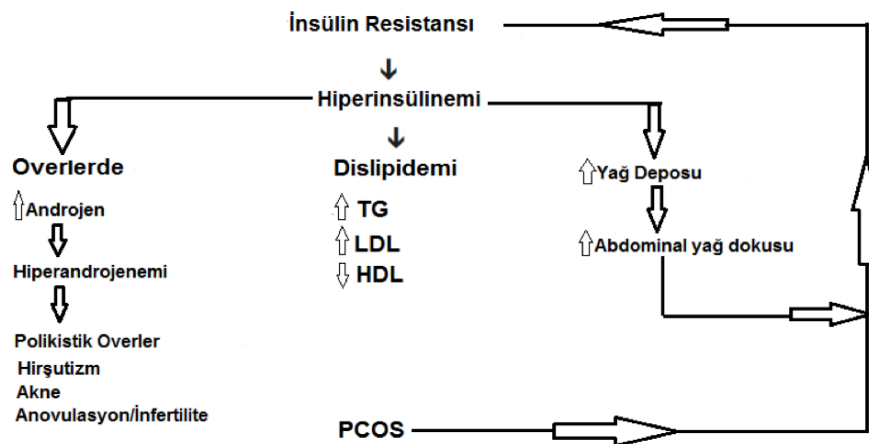 İnsülin Resistansı
Hiperinsülinemi
Overlerde
Androjen
Hiperandrojenemi
Polikistik Overler
Hirşutizm
Akne
Anovulasyon/İnfertilite
Dislipidemi
TG
LDL
HDL
Yağ Deposu
Abdominal yağ dokusu
PCOS